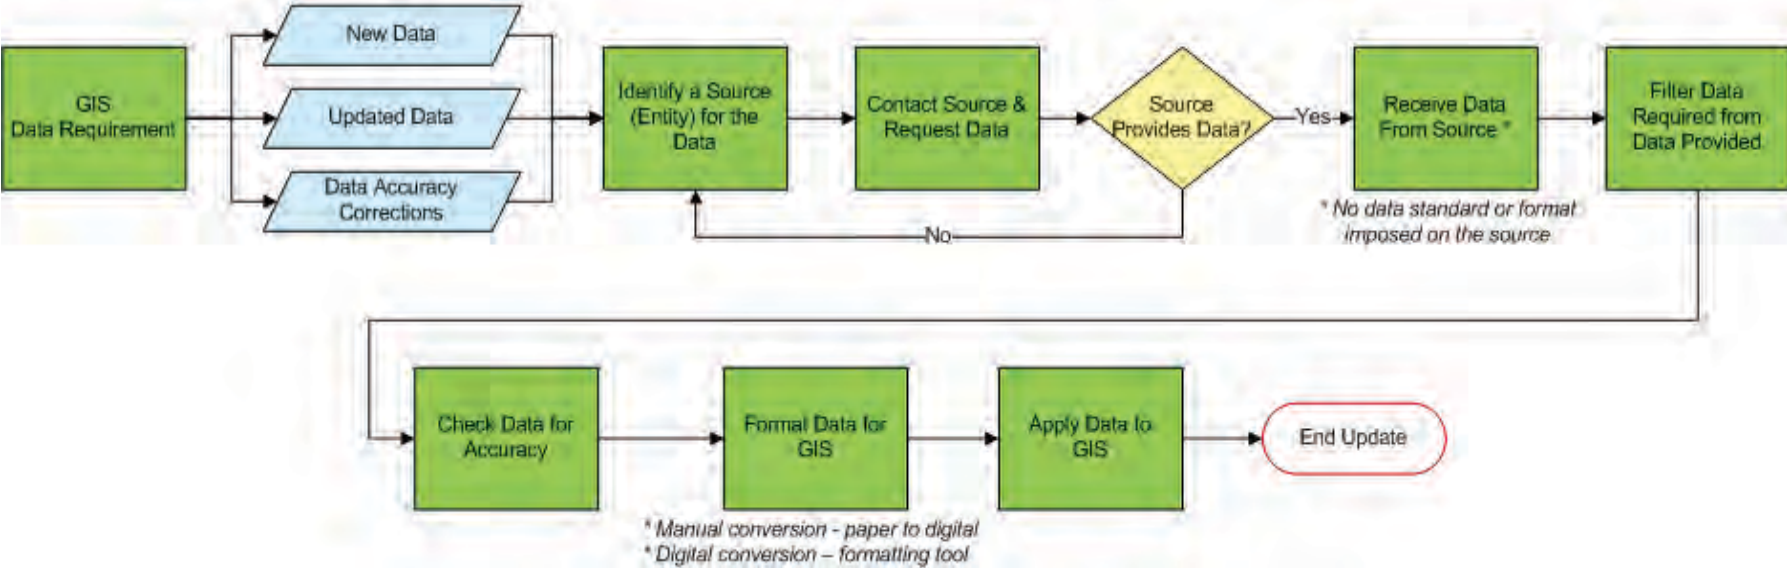 New Data
GIS
Data Requirement
Updated Data
Data Accuracy
Corrections
Identify a Source
(Entity) for the
Data
Contact Source &
Request Data
Source
Provides Data?
Yes
No
Receive Data
From Source *
* No data standard or format
imposed on the source
Filter Data
Required from
Data Provided
Check Data for
Accuracy
Formal Data for
GIS
* Manual conversion - paper to digital
* Digital conversion – formatting tool
Apply Data to
GIS
End Update